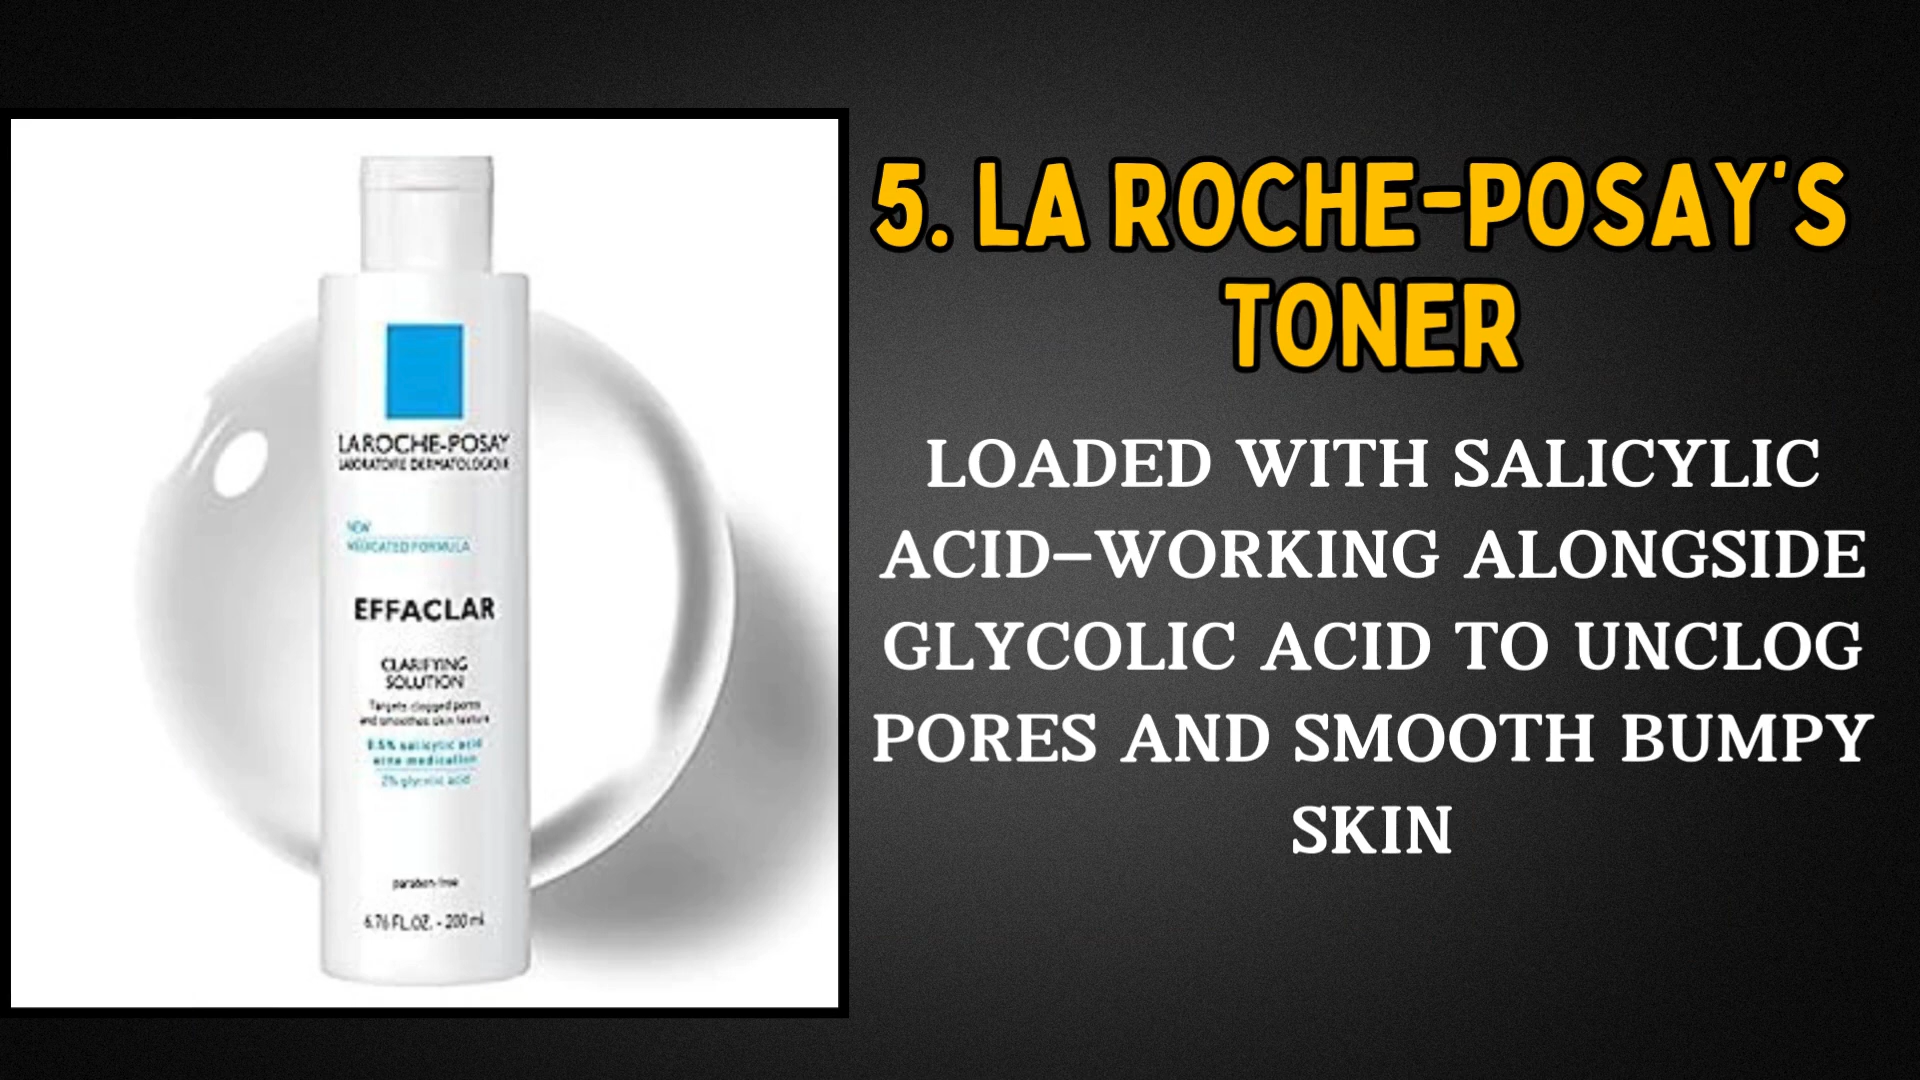 LA ROCHE-POSAY
LABORATOIRE DERMATOLOGIQUE
NEW
MEDICATED FORMULA
EFFACLAR
CLARIFYING
SOLUTION
Targets clogged pores
and smoothes skin texture
0.5% salicylic acid
acne medication
2% glycolic acid
paraben-free
6.76 FL.OZ. - 200 ml
5. LA ROCHE-POSAY'S
TONER
LOADED WITH SALICYLIC
ACID–WORKING ALONGSIDE
GLYCOLIC ACID TO UNCLOG
PORES AND SMOOTH BUMPY
SKIN